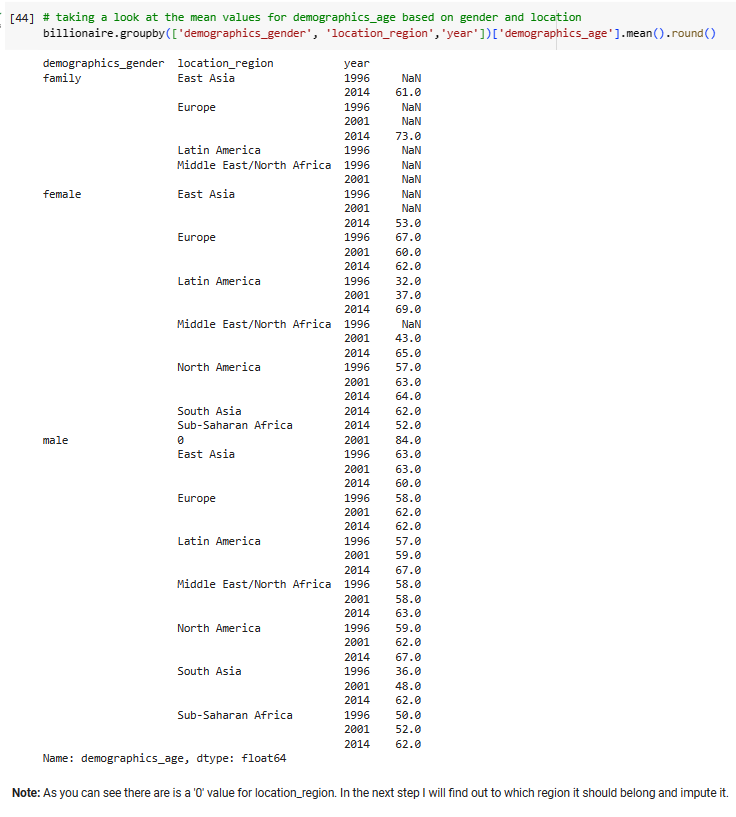 [44] # taking a look at the mean values for demographics_age based on gender and location
billionaire.groupby(['demographics_gender', 'location_region','year'])['demographics_age'].mean().round()
demographics_gender  location_region           year
family               East Asia                 1996     NaN
                                               2014    61.0
                     Europe                    1996     NaN
                                               2001     NaN
                                               2014    73.0
                     Latin America             1996     NaN
                     Middle East/North Africa  1996     NaN
                                               2001     NaN
female               East Asia                 1996     NaN
                                               2001     NaN
                                               2014    53.0
                     Europe                    1996    67.0
                                               2001    60.0
                                               2014    62.0
                     Latin America             1996    32.0
                                               2001    37.0
                                               2014    69.0
                     Middle East/North Africa  1996     NaN
                                               2001    43.0
                                               2014    65.0
                     North America             1996    57.0
                                               2001    63.0
                                               2014    64.0
                     South Asia                2014    62.0
                     Sub-Saharan Africa        2014    52.0
male                 0                         2001    84.0
                     East Asia                 1996    63.0
                                               2001    63.0
                                               2014    60.0
                     Europe                    1996    58.0
                                               2001    62.0
                                               2014    62.0
                     Latin America             1996    57.0
                                               2001    59.0
                                               2014    67.0
                     Middle East/North Africa  1996    58.0
                                               2001    58.0
                                               2014    63.0
                     North America             1996    59.0
                                               2001    62.0
                                               2014    67.0
                     South Asia                1996    36.0
                                               2001    48.0
                                               2014    62.0
                     Sub-Saharan Africa        1996    50.0
                                               2001    52.0
                                               2014    62.0
Name: demographics_age, dtype: float64
Note: As you can see there are is a '0' value for location_region. In the next step I will find out to which region it should belong and impute it.